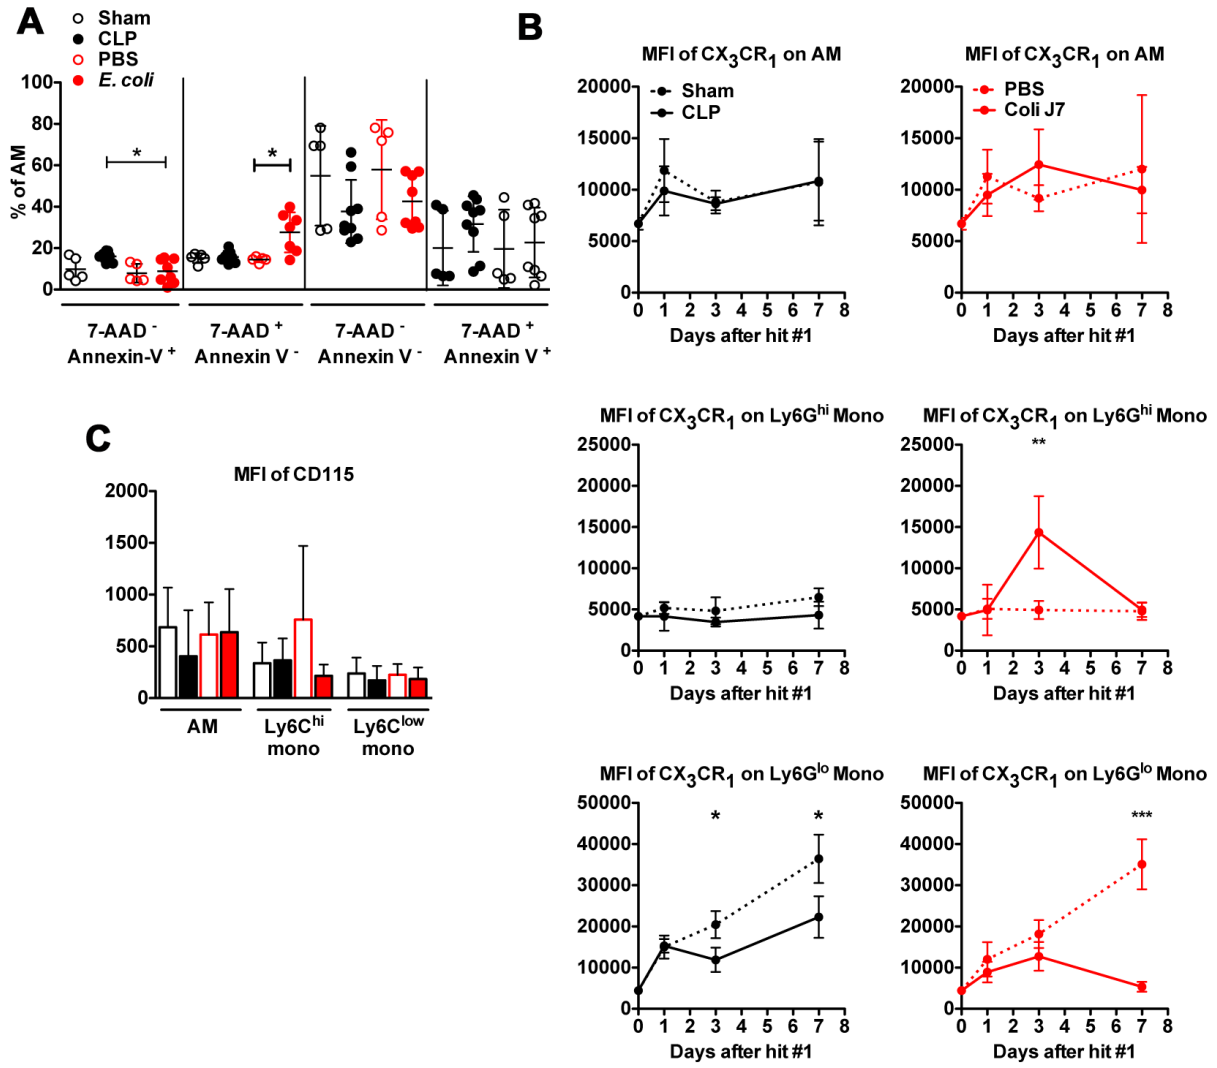 A
Sham
CLP
PBS
E. coli
% of AM
100
80
60
40
20
0
*
*
7-AAD - 7-AAD + 7-AAD - 7-AAD +
Annexin-V + Annexin V - Annexin V - Annexin V +
B
MFI of CX3CR1 on AM
20000
15000
10000
5000
0
Sham
CLP
0 1 2 3 4 5 6 7 8
Days after hit #1
MFI of CX3CR1 on AM
20000
15000
10000
5000
0
PBS
Coli J7
0 1 2 3 4 5 6 7 8
Days after hit #1
MFI of CX3CR1 on Ly6Ghi Mono
25000
20000
15000
10000
5000
0
0 1 2 3 4 5 6 7 8
Days after hit #1
MFI of CX3CR1 on Ly6Ghi Mono
25000
20000
15000
10000
5000
0
**
0 1 2 3 4 5 6 7 8
Days after hit #1
MFI of CX3CR1 on Ly6Glo Mono
50000
40000
30000
20000
10000
0
* *
0 1 2 3 4 5 6 7 8
Days after hit #1
MFI of CX3CR1 on Ly6Glo Mono
50000
40000
30000
20000
10000
0
***
0 1 2 3 4 5 6 7 8
Days after hit #1
C
MFI of CD115
2000
1500
1000
500
0
AM Ly6Chi Ly6Clow
mono mono